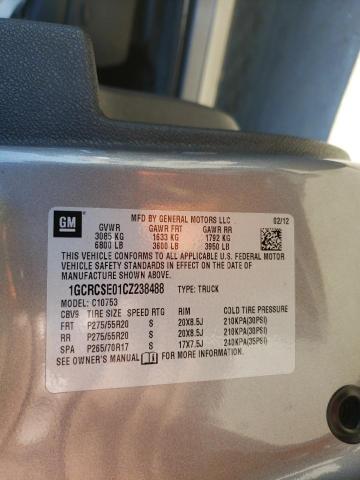 GM
MFD BY GENERAL MOTORS LLC 02/12
GVWR GAWR FRT GAWR RR
3085 KG 1633 KG 1792 KG
6800 LB 3600 LB 3950 LB
THIS VEHICLE CONFORMS TO ALL APPLICABLE U.S. FEDERAL MOTOR
VEHICLE SAFETY STANDARDS IN EFFECT ON THE DATE OF
MANUFACTURE SHOWN ABOVE.
1GCRCSE01CZ238488 TYPE: TRUCK
MODEL: C10753
CBV9 TIRE SIZE SPEED RTG RIM COLD TIRE PRESSURE
FRT P275/55R20 S 20X8.5J 210KPA(30PSI)
RR P275/55R20 S 20X8.5J 210KPA(30PSI)
SPA P265/70R17 S 17X7.5J 240KPA(35PSI)
SEE OWNER'S MANUAL FOR MORE INFORMATION.